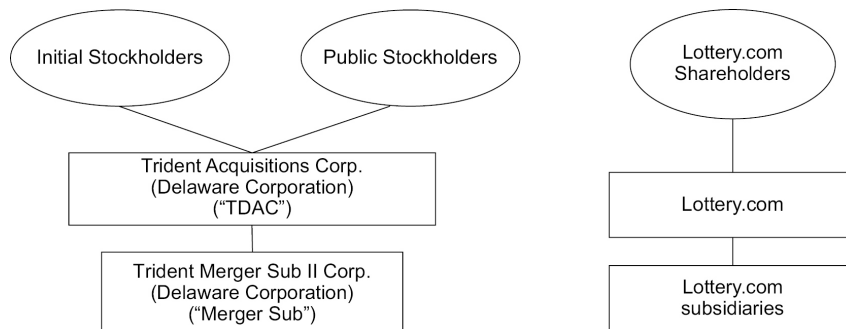 Initial Stockholders
Public Stockholders
Lottery.com
Shareholders
Trident Acquisitions Corp.
(Delaware Corporation)
(“TDAC”)
Lottery.com
Trident Merger Sub II Corp.
(Delaware Corporation)
(“Merger Sub”)
Lottery.com
subsidiaries